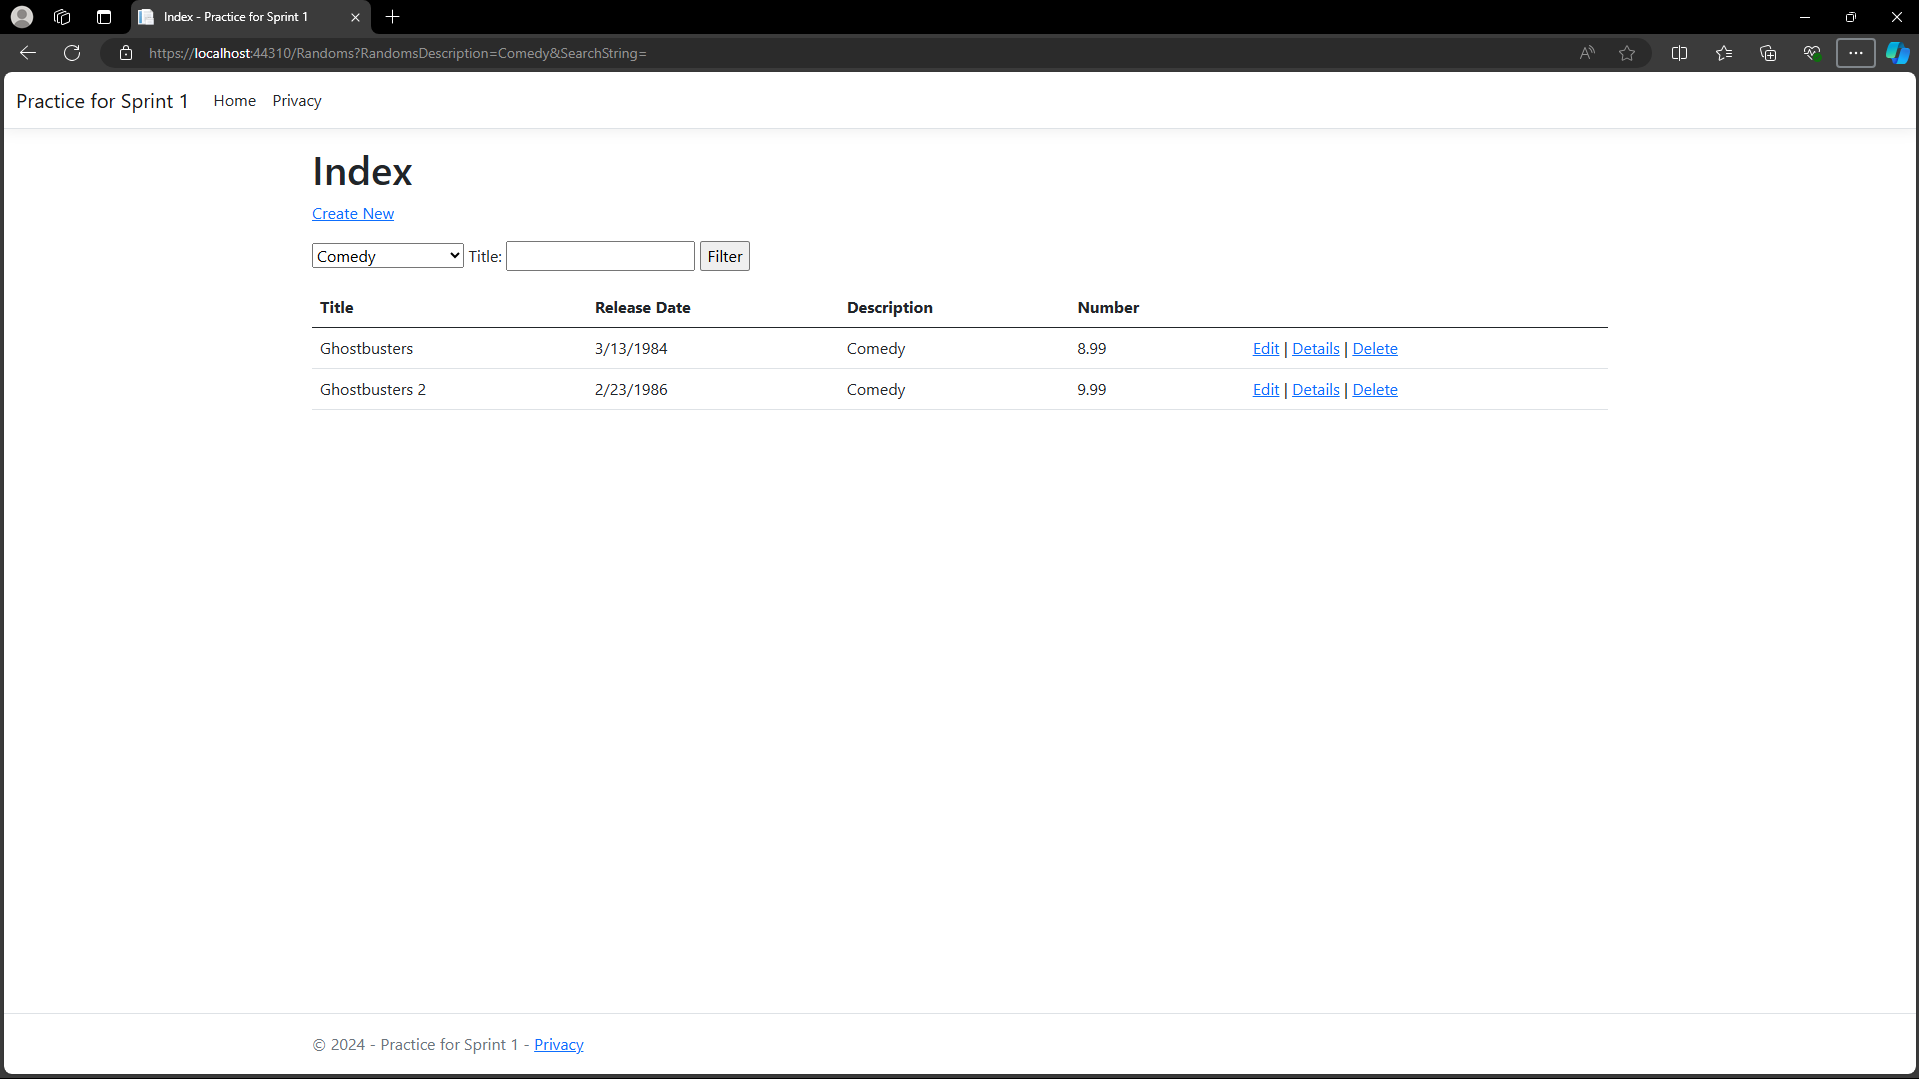 Index - Practice for Sprint 1
https://localhost:44310/Randoms?RandomsDescription=Comedy&SearchString=
Practice for Sprint 1 Home Privacy
Index
Create New
Comedy Title: Filter
Title Release Date Description Number
Ghostbusters 3/13/1984 Comedy 8.99 Edit | Details | Delete
Ghostbusters 2 2/23/1986 Comedy 9.99 Edit | Details | Delete
© 2024 - Practice for Sprint 1 - Privacy